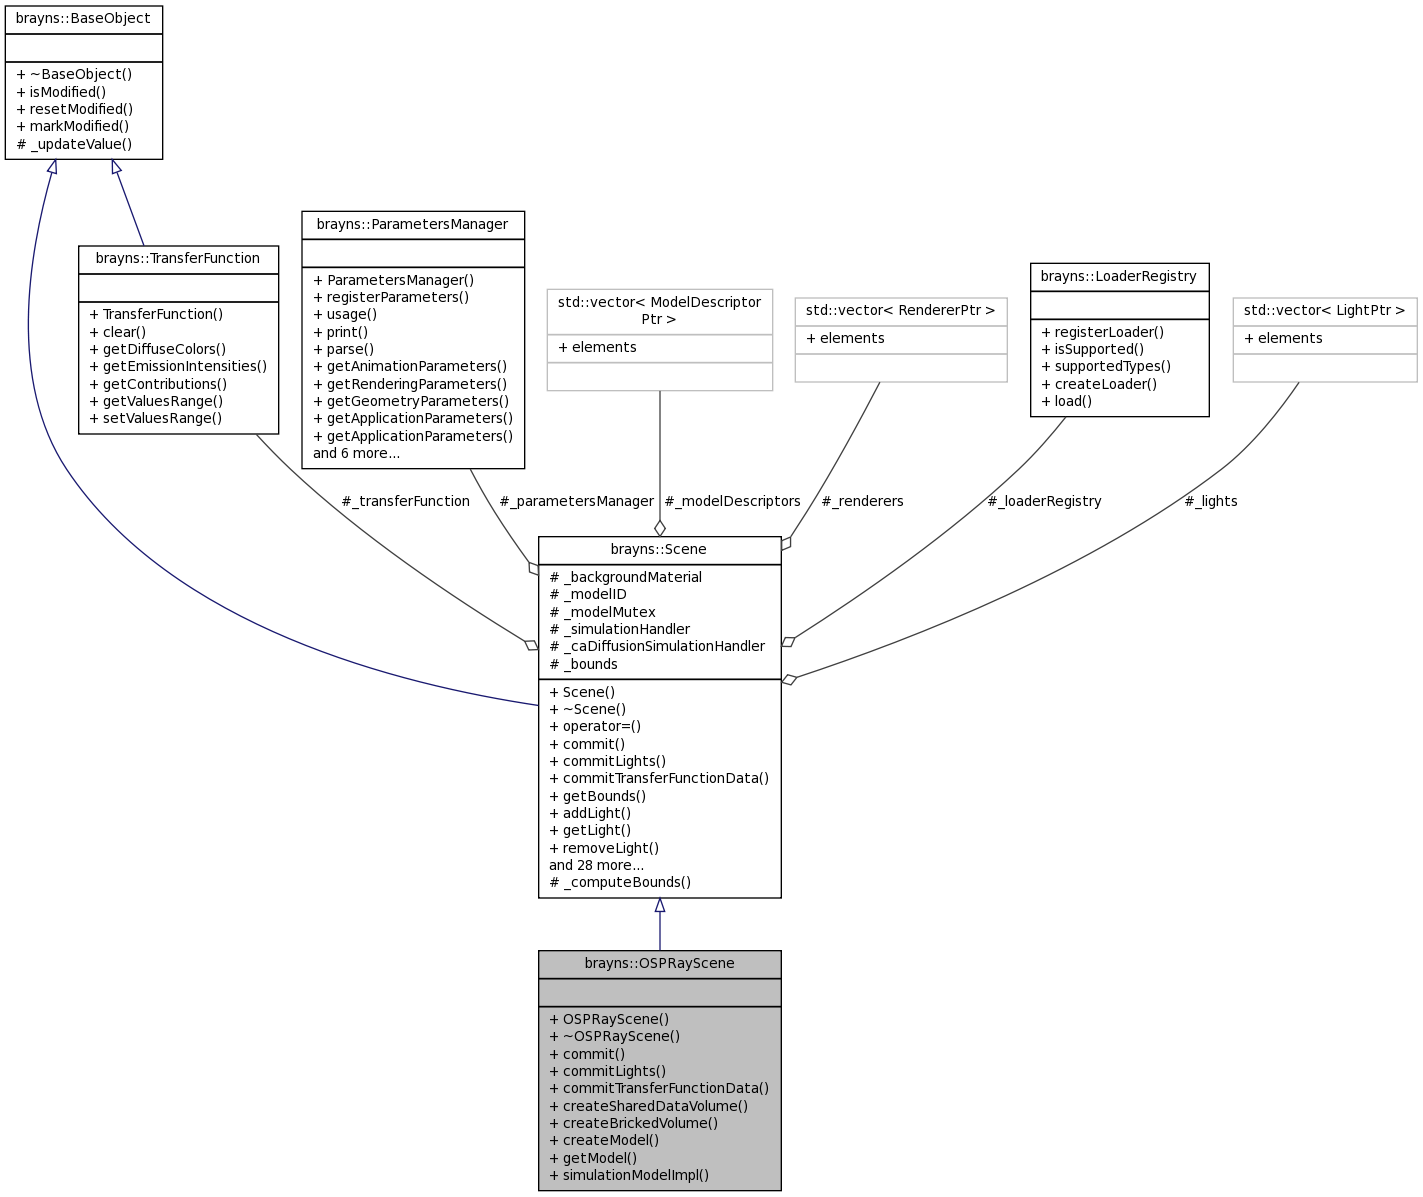 brayns::BaseObject
+ ~BaseObject()
+ isModified()
+ resetModified()
+ markModified()
# _updateValue()
brayns::TransferFunction
+ TransferFunction()
+ clear()
+ getDiffuseColors()
+ getEmissionIntensities()
+ getContributions()
+ getValuesRange()
+ setValuesRange()
brayns::ParametersManager
+ ParametersManager()
+ registerParameters()
+ usage()
+ print()
+ parse()
+ getAnimationParameters()
+ getRenderingParameters()
+ getGeometryParameters()
+ getApplicationParameters()
+ getApplicationParameters()
and 6 more...
std::vector< ModelDescriptor
Ptr >
+ elements
std::vector< RendererPtr >
+ elements
brayns::LoaderRegistry
+ registerLoader()
+ isSupported()
+ supportedTypes()
+ createLoader()
+ load()
std::vector< LightPtr >
+ elements
#_transferFunction
#_parametersManager
#_modelDescriptors
#_renderers
#_loaderRegistry
#_lights
brayns::Scene
# _backgroundMaterial
# _modelID
# _modelMutex
# _simulationHandler
# _caDiffusionSimulationHandler
# _bounds
+ Scene()
+ ~Scene()
+ operator=()
+ commit()
+ commitLights()
+ commitTransferFunctionData()
+ getBounds()
+ addLight()
+ getLight()
+ removeLight()
and 28 more...
# _computeBounds()
brayns::OSPRayScene
+ OSPRayScene()
+ ~OSPRayScene()
+ commit()
+ commitLights()
+ commitTransferFunctionData()
+ createSharedDataVolume()
+ createBrickedVolume()
+ createModel()
+ getModel()
+ simulationModelImpl()